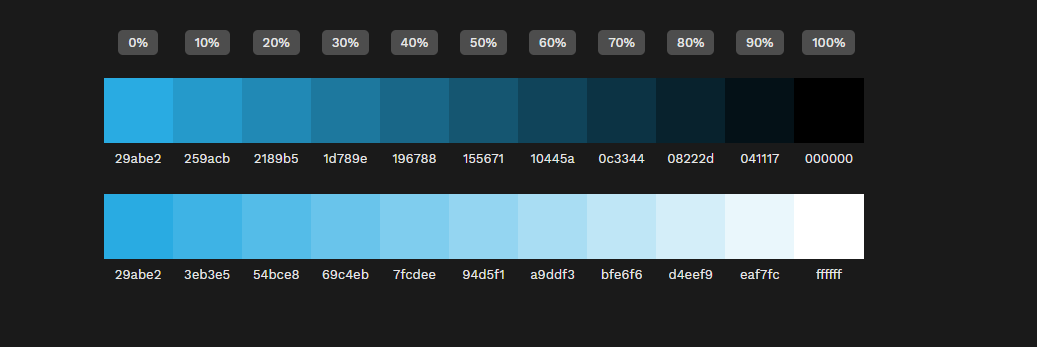 0% 10% 20% 30% 40% 50% 60% 70% 80% 90% 100%
29abe2 259acb 2189b5 1d789e 196788 155671 10445a 0c3344 08222d 041117 000000
29abe2 3eb3e5 54bce8 69c4eb 7fcdee 94d5f1 a9ddf3 bfe6f6 d4eef9 eaf7fc ffffff